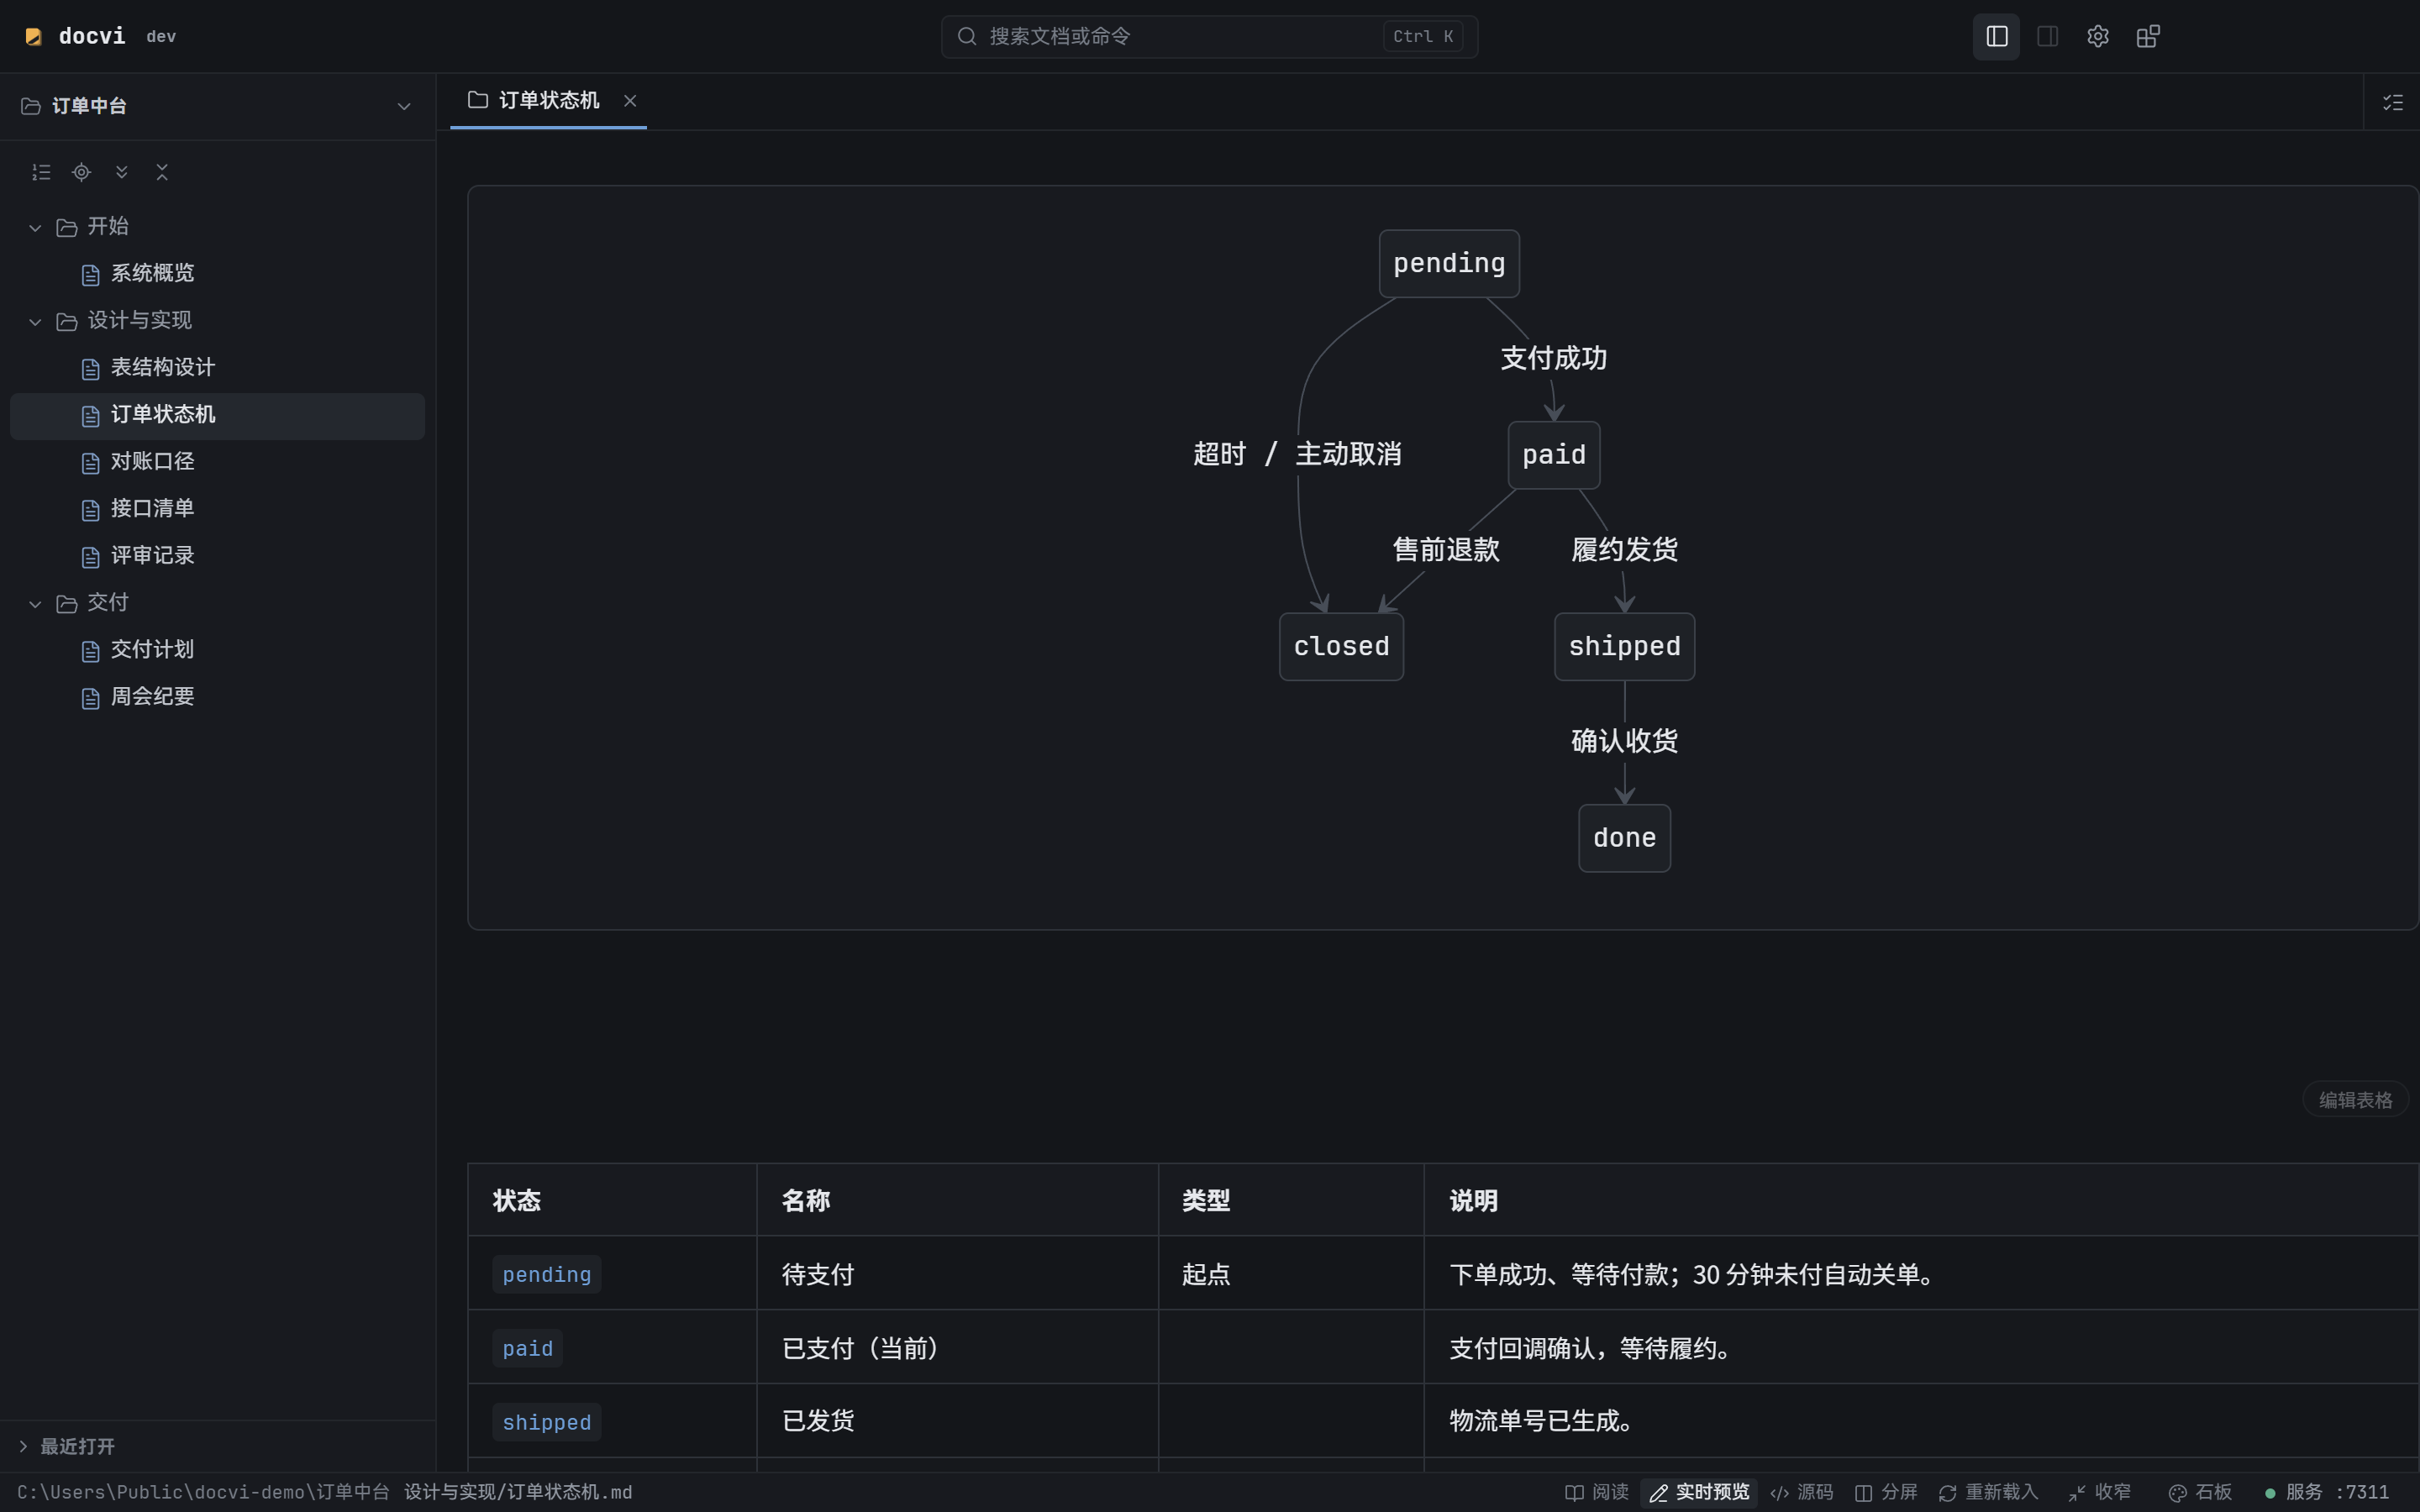 docvi dev
搜索文档或命令 Ctrl K
订单中台
订单状态机
开始
系统概览
设计与实现
表结构设计
订单状态机
对账口径
接口清单
评审记录
交付
交付计划
周会纪要
最近打开
pending
支付成功
超时 / 主动取消
paid
售前退款
履约发货
closed
shipped
确认收货
done
编辑表格
状态 名称 类型 说明
pending 待支付 起点 下单成功、等待付款；30 分钟未付自动关单。
paid 已支付（当前） 支付回调确认，等待履约。
shipped 已发货 物流单号已生成。
C:\Users\Public\docvi-demo\订单中台 设计与实现/订单状态机.md
阅读 实时预览 源码 分屏 重新载入 收窄 石板 服务 :7311